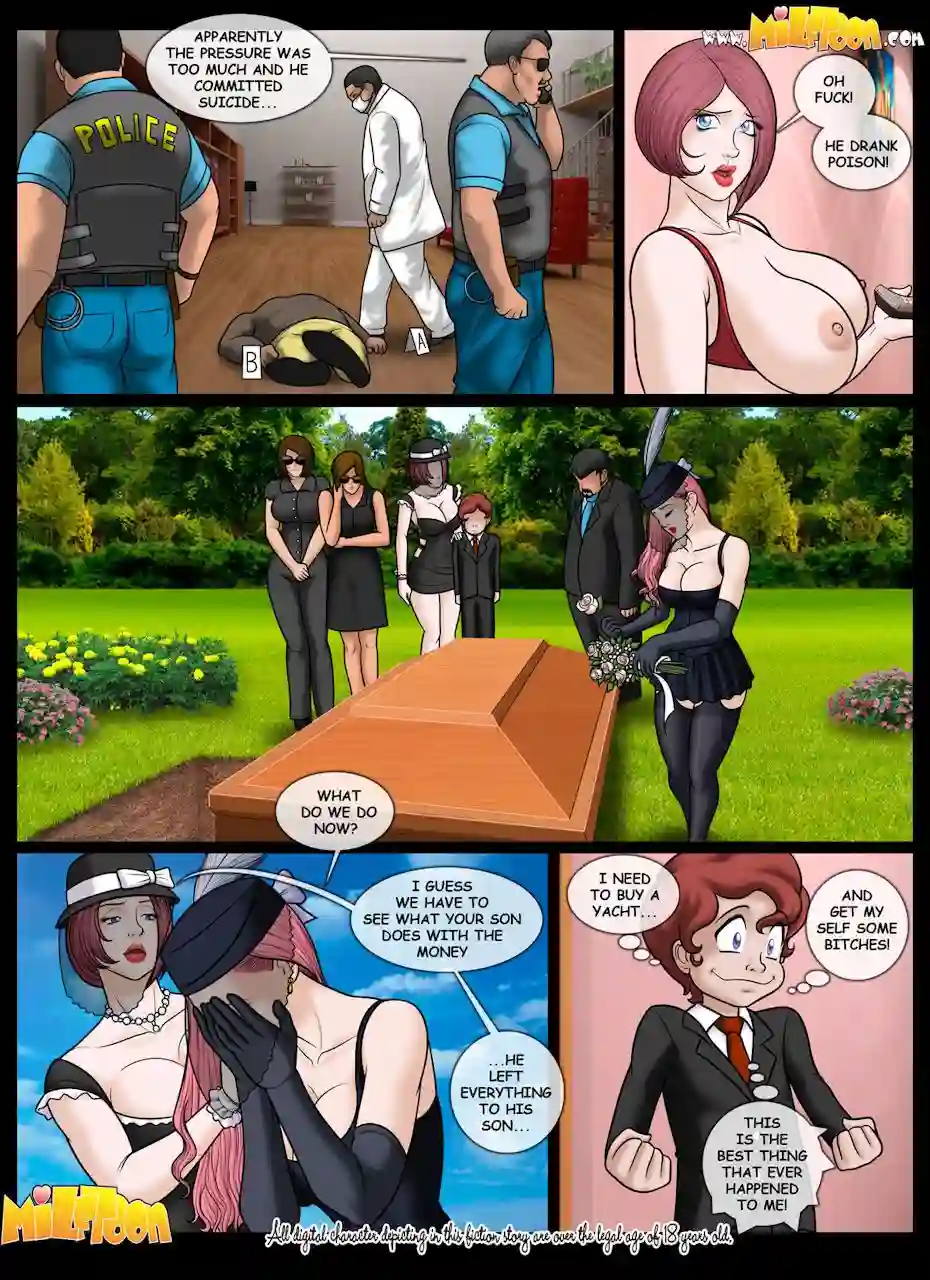 www.MILFTOON.com
APPARENTLY
THE PRESSURE WAS
TOO MUCH AND HE
COMMITTED
SUICIDE...
POLICE
B
A
OH
FUCK!
HE DRANK
POISON!
WHAT
DO WE DO
NOW?
I GUESS
WE HAVE TO
SEE WHAT YOUR SON
DOES WITH THE
MONEY
...HE
LEFT
EVERYTHING
TO HIS
SON...
I NEED
TO BUY A
YACHT...
AND
GET MY
SELF SOME
BITCHES!
THIS
IS THE
BEST THING
THAT EVER
HAPPENED
TO ME!
MILFTOON
All digital character depicting in this fiction story are over the legal age of 18 years old.